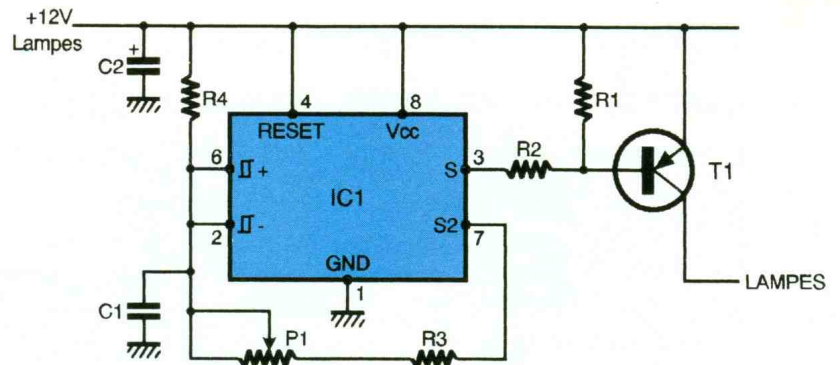 +12V
Lampes
+
C2
R4
4
8
R1
RESET
Vcc
6
+
3
R2
S
T1
IC1
2
-
S2
7
GND
1
C1
LAMPES
P1
R3